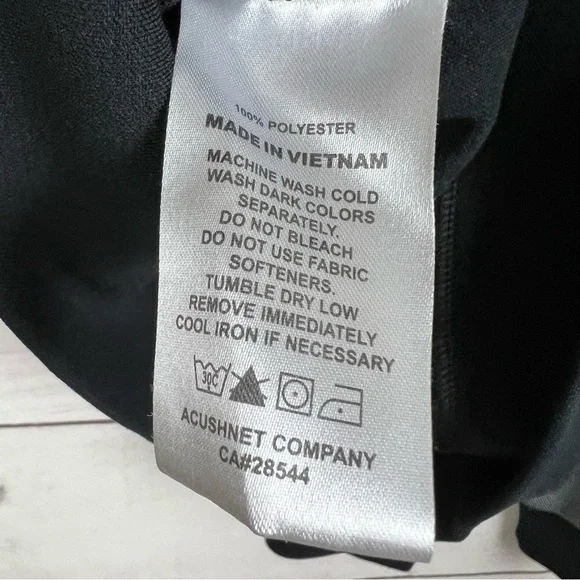 100% POLYESTER
MADE IN VIETNAM
MACHINE WASH COLD
WASH DARK COLORS
SEPARATELY.
DO NOT BLEACH
DO NOT USE FABRIC
SOFTENERS.
TUMBLE DRY LOW
REMOVE IMMEDIATELY
COOL IRON IF NECESSARY
30C
ACUSHNET COMPANY
CA#28544